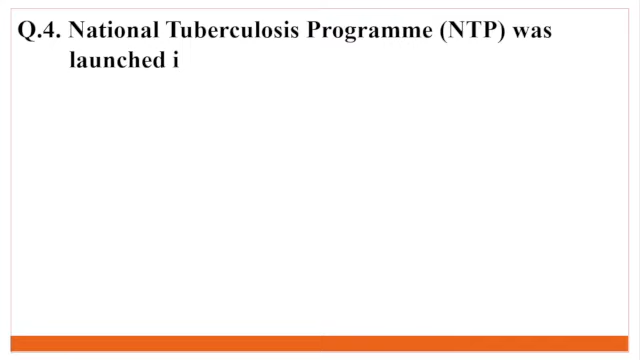 Q.4. National Tuberculosis Programme (NTP) was
launched i